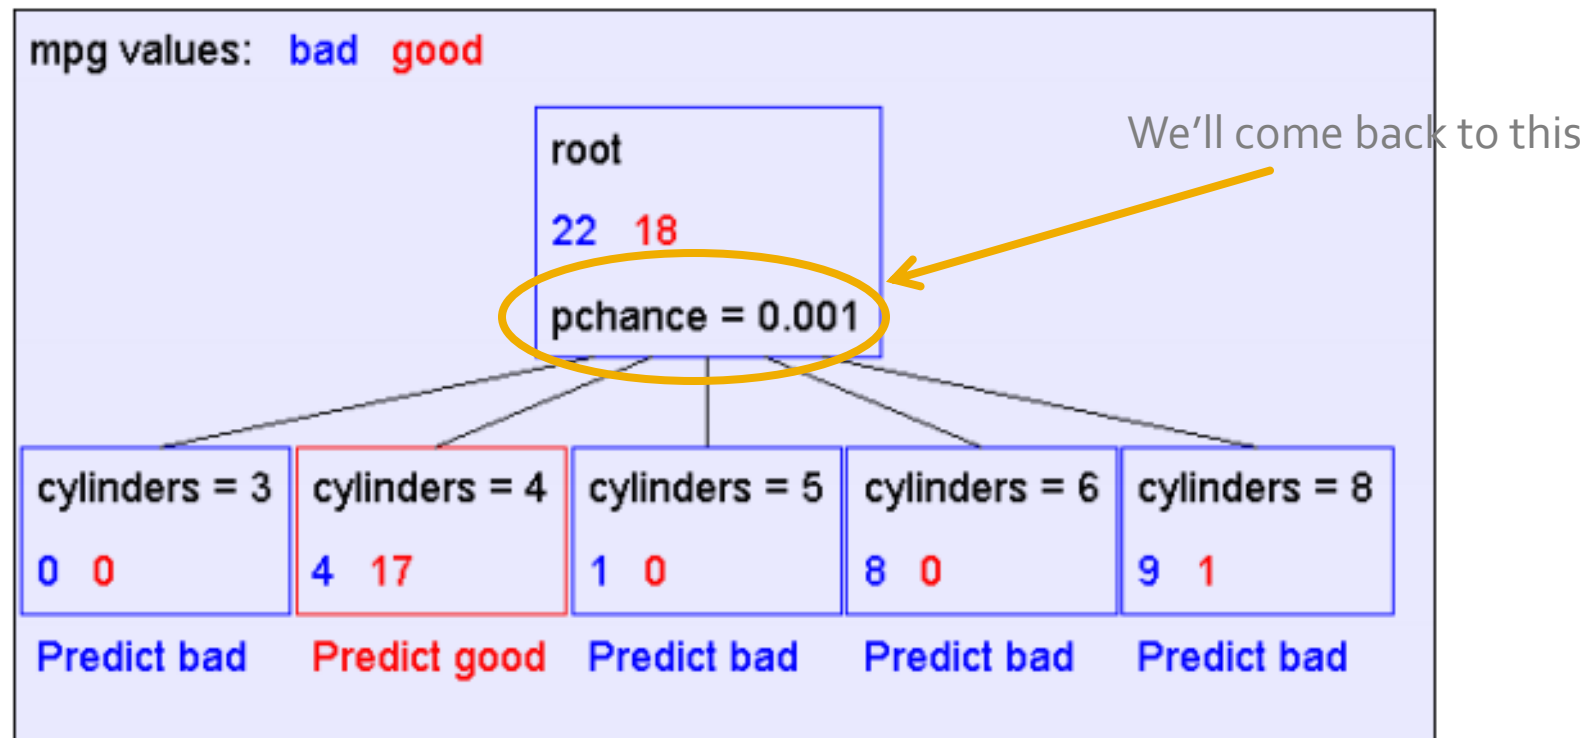 mpg values: bad good
We'll come back to this
root
22 18
pchance = 0.001
cylinders = 3 cylinders = 4 cylinders = 5 cylinders = 6 cylinders = 8
0 0 4 17 1 0 8 0 9 1
Predict bad Predict good Predict bad Predict bad Predict bad